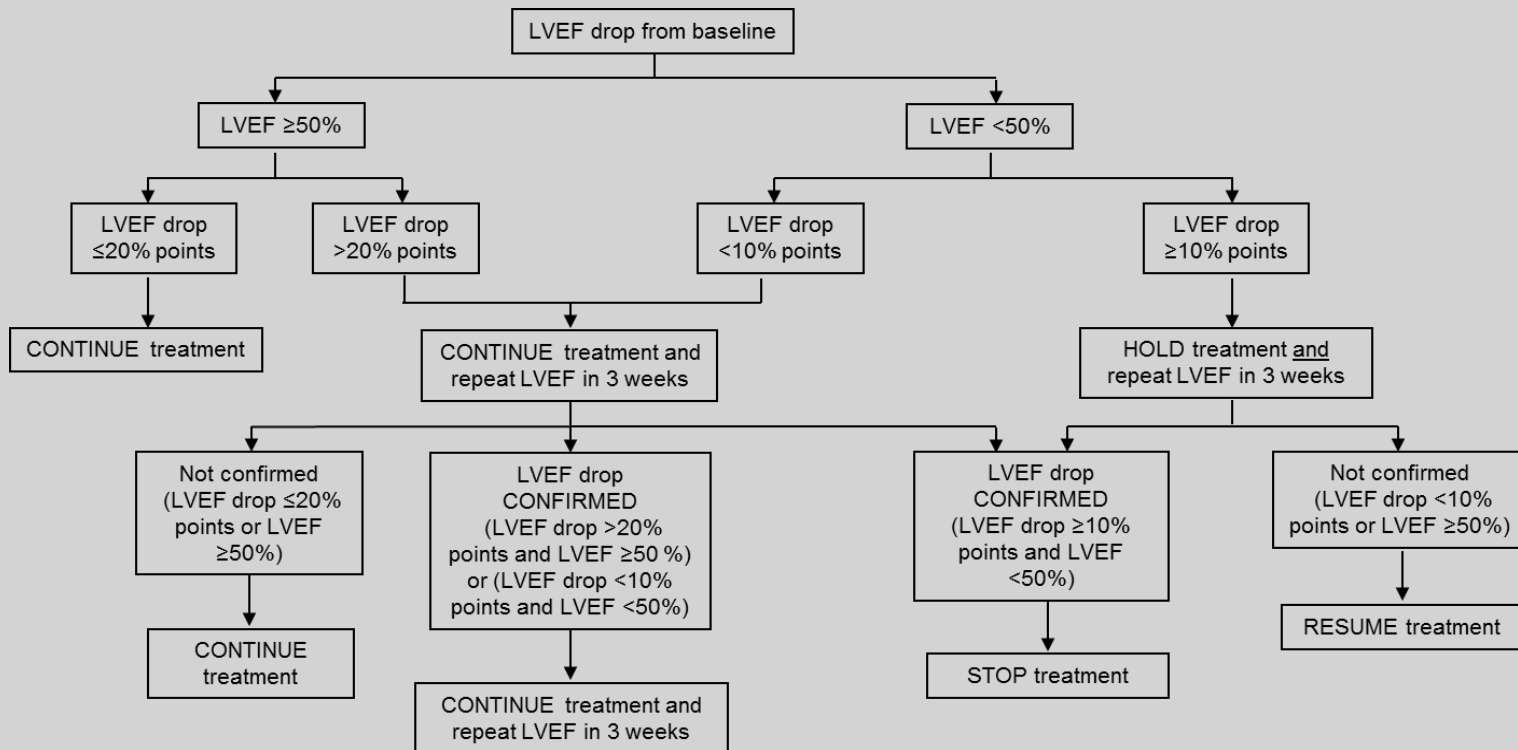 LVEF drop from baseline
LVEF ≥50%
LVEF <50%
LVEF drop
≤20% points
LVEF drop
>20% points
LVEF drop
<10% points
LVEF drop
≥10% points
CONTINUE treatment
CONTINUE treatment and
repeat LVEF in 3 weeks
HOLD treatment and
repeat LVEF in 3 weeks
Not confirmed
(LVEF drop ≤20%
points or LVEF
≥50%)
LVEF drop
CONFIRMED
(LVEF drop >20%
points and LVEF ≥50 %)
or (LVEF drop <10%
points and LVEF <50%)
LVEF drop
CONFIRMED
(LVEF drop ≥10%
points and LVEF
<50%)
Not confirmed
(LVEF drop <10%
points or LVEF ≥50%)
CONTINUE
treatment
CONTINUE treatment and
repeat LVEF in 3 weeks
STOP treatment
RESUME treatment